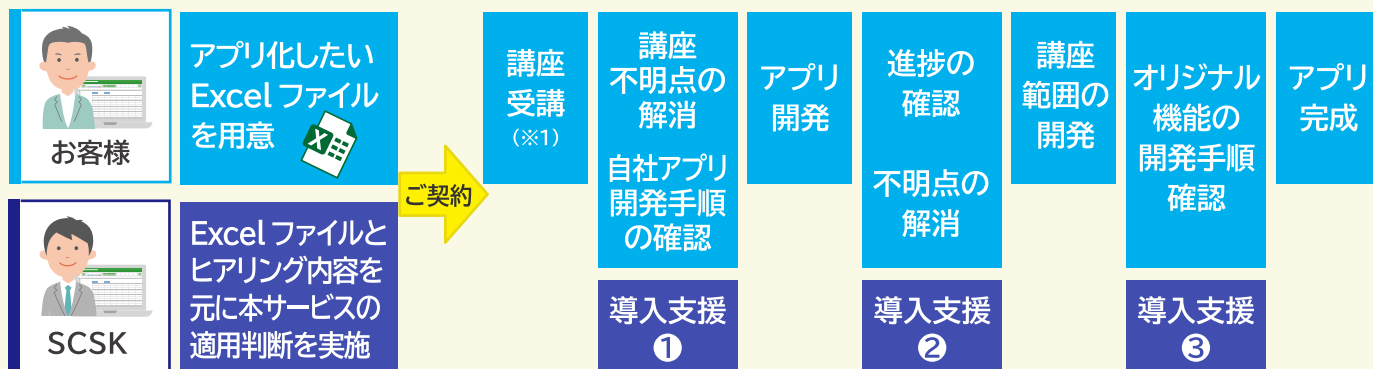 お客様
アプリ化したい
Excel ファイル
を用意
ご契約
講座
受講
（※1）
講座
不明点の
解消
自社アプリ
開発手順
の確認
アプリ
開発
進捗の
確認
不明点の
解消
講座
範囲の
開発
オリジナル
機能の
開発手順
確認
アプリ
完成
SCSK
Excel ファイルと
ヒアリング内容を
元に本サービスの
適用判断を実施
導入支援
❶
導入支援
❷
導入支援
❸